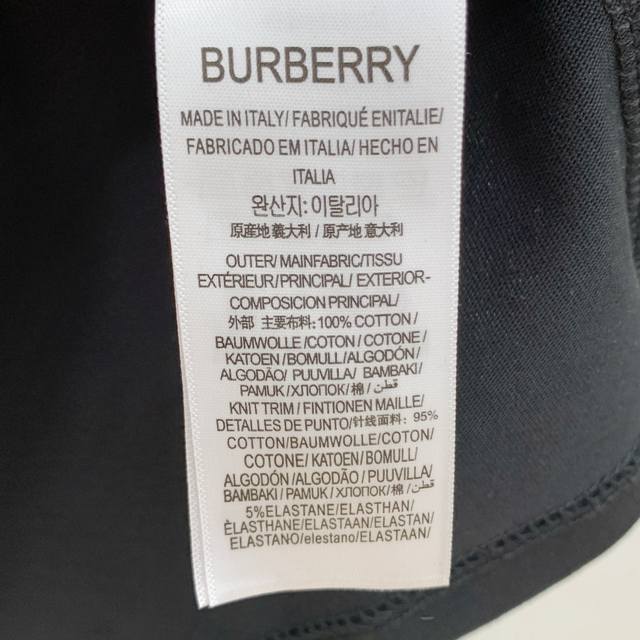 BURBERRY
MADE IN ITALY/ FABRIQUÉ ENITALIE/
FABRICADO EM ITALIA/ HECHO EN
ITALIA
완산지: 이탈리아
原産地 義大利 / 原产地 意大利
OUTER/ MAINFABRIC/TISSU
EXTÉRIEUR/PRINCIPAL/ EXTERIOR-
COMPOSICION PRINCIPAL/
外部 主要布料: 100% COTTON /
BAUMWOLLE /COTON / COTONE /
KATOEN / BOMULL/ALGODÓN/
ALGODÃO/ PUUVILLA/ BAMBAKI/
PAMUK / ХЛОПОК/ 棉 / قطن /
KNIT TRIM / FINTIONEN MAILLE/
DETALLES DE PUNTO/针线面料: 95%
COTTON/BAUMWOLLE/COTON/
COTONE/ KATOEN/ BOMULL/
ALGODÓN / ALGODÃO / PUUVILLA/
BAMBAKI / PAMUK / ХЛОПОК/ 棉 / قطن /
5%ELASTANE/ELASTHAN/
ÈLASTHANE/ELASTAAN/ELASTAN/
ELASTANO/elestano/ELASTAAN/